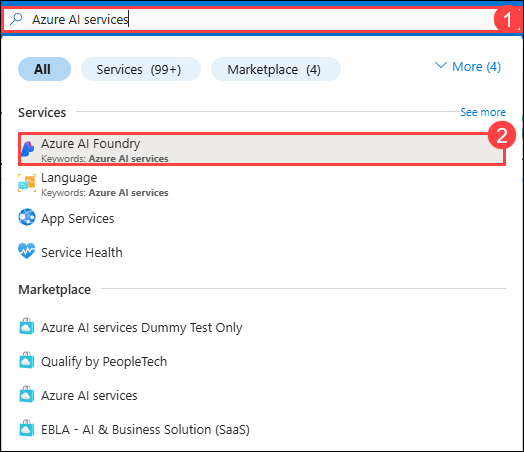 Azure AI services
1
All
Services (99+)
Marketplace (4)
More (4)
Services
See more
2
Azure AI Foundry
Keywords: Azure AI services
Language
Keywords: Azure AI services
App Services
Service Health
Marketplace
Azure AI services Dummy Test Only
Qualify by PeopleTech
Azure AI services
EBLA - AI & Business Solution (SaaS)